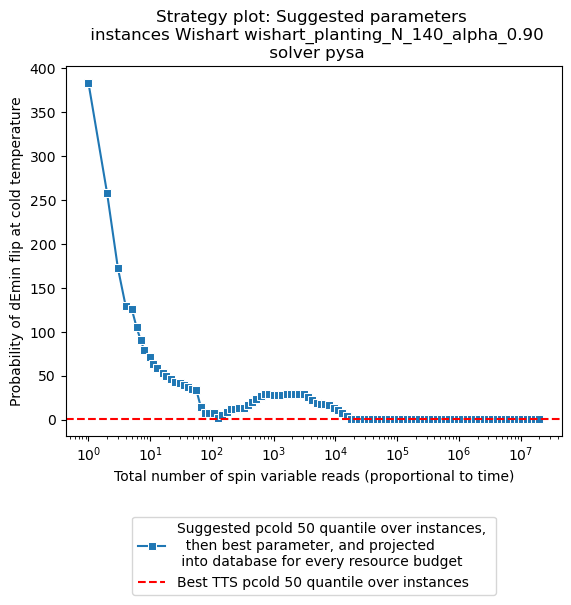 Strategy plot: Suggested parameters
instances Wishart wishart_planting_N_140_alpha_0.90
solver pysa
400
350
300
250
200
150
100
50
0
Probability of dEmin flip at cold temperature
10^0 10^1 10^2 10^3 10^4 10^5 10^6 10^7
Total number of spin variable reads (proportional to time)
Suggested pcold 50 quantile over instances,
then best parameter, and projected
into database for every resource budget
Best TTS pcold 50 quantile over instances